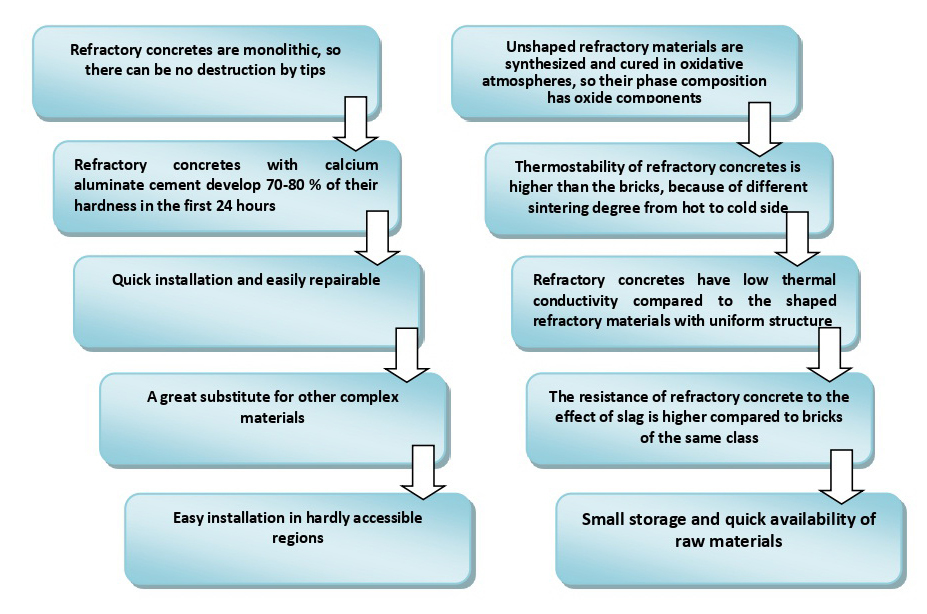 Refractory concretes are monolithic, so
there can be no destruction by tips
Refractory concretes with calcium
aluminate cement develop 70-80 % of their
hardness in the first 24 hours
Quick installation and easily repairable
A great substitute for other complex
materials
Easy installation in hardly accessible
regions
Unshaped refractory materials are
synthesized and cured in oxidative
atmospheres, so their phase composition
has oxide components
Thermostability of refractory concretes is
higher than the bricks, because of different
sintering degree from hot to cold side
Refractory concretes have low thermal
conductivity compared to the shaped
refractory materials with uniform structure
The resistance of refractory concrete to the
effect of slag is higher compared to bricks
of the same class
Small storage and quick availability of
raw materials